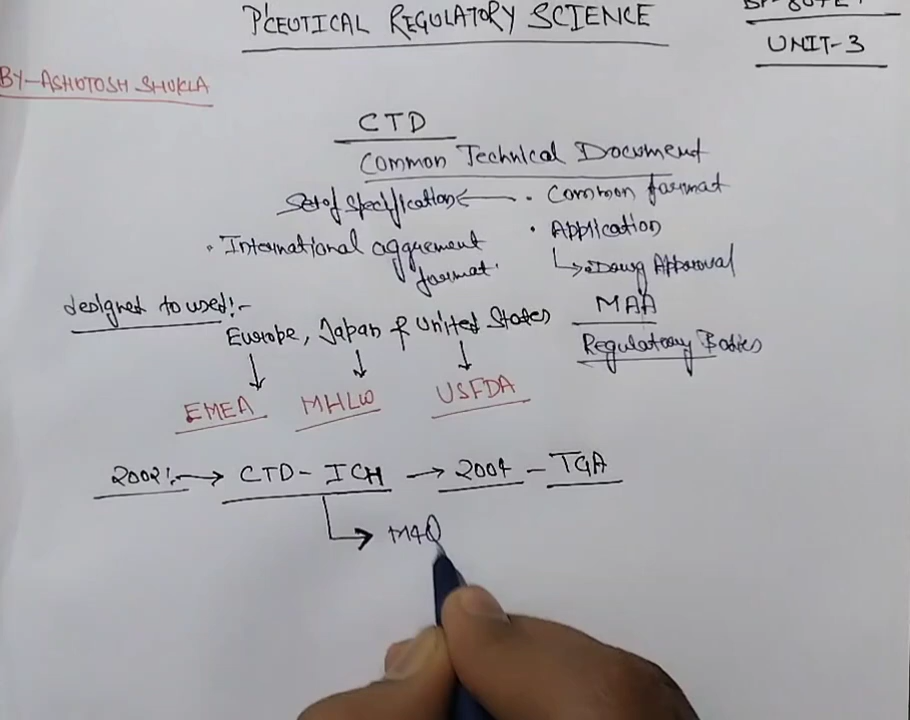 P'CEUTICAL REGULATORY SCIENCE
UNIT-3
BY-ASHUTOSH SHUKLA
CTD
Common Technical Document
Set of Specification ← • Common format
• International aggrement format.
• Application
↳ • Drug Approval
MAA
Regulatory Bodies
designed to used!-
Europe, Japan & United States
EMEA MHLW USFDA
2002!- → CTD - ICH → 2004 - TGA
↳ M4Q